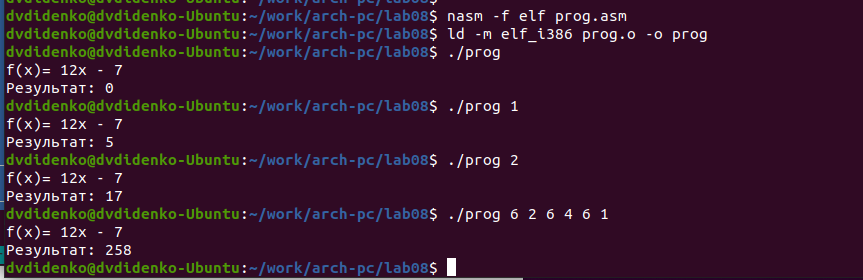 dvdidenko@dvdidenko-Ubuntu:~/work/arch-pc/lab08$ nasm -f elf prog.asm
dvdidenko@dvdidenko-Ubuntu:~/work/arch-pc/lab08$ ld -m elf_i386 prog.o -o prog
dvdidenko@dvdidenko-Ubuntu:~/work/arch-pc/lab08$ ./prog
f(x)= 12x - 7
Результат: 0
dvdidenko@dvdidenko-Ubuntu:~/work/arch-pc/lab08$ ./prog 1
f(x)= 12x - 7
Результат: 5
dvdidenko@dvdidenko-Ubuntu:~/work/arch-pc/lab08$ ./prog 2
f(x)= 12x - 7
Результат: 17
dvdidenko@dvdidenko-Ubuntu:~/work/arch-pc/lab08$ ./prog 6 2 6 4 6 1
f(x)= 12x - 7
Результат: 258
dvdidenko@dvdidenko-Ubuntu:~/work/arch-pc/lab08$